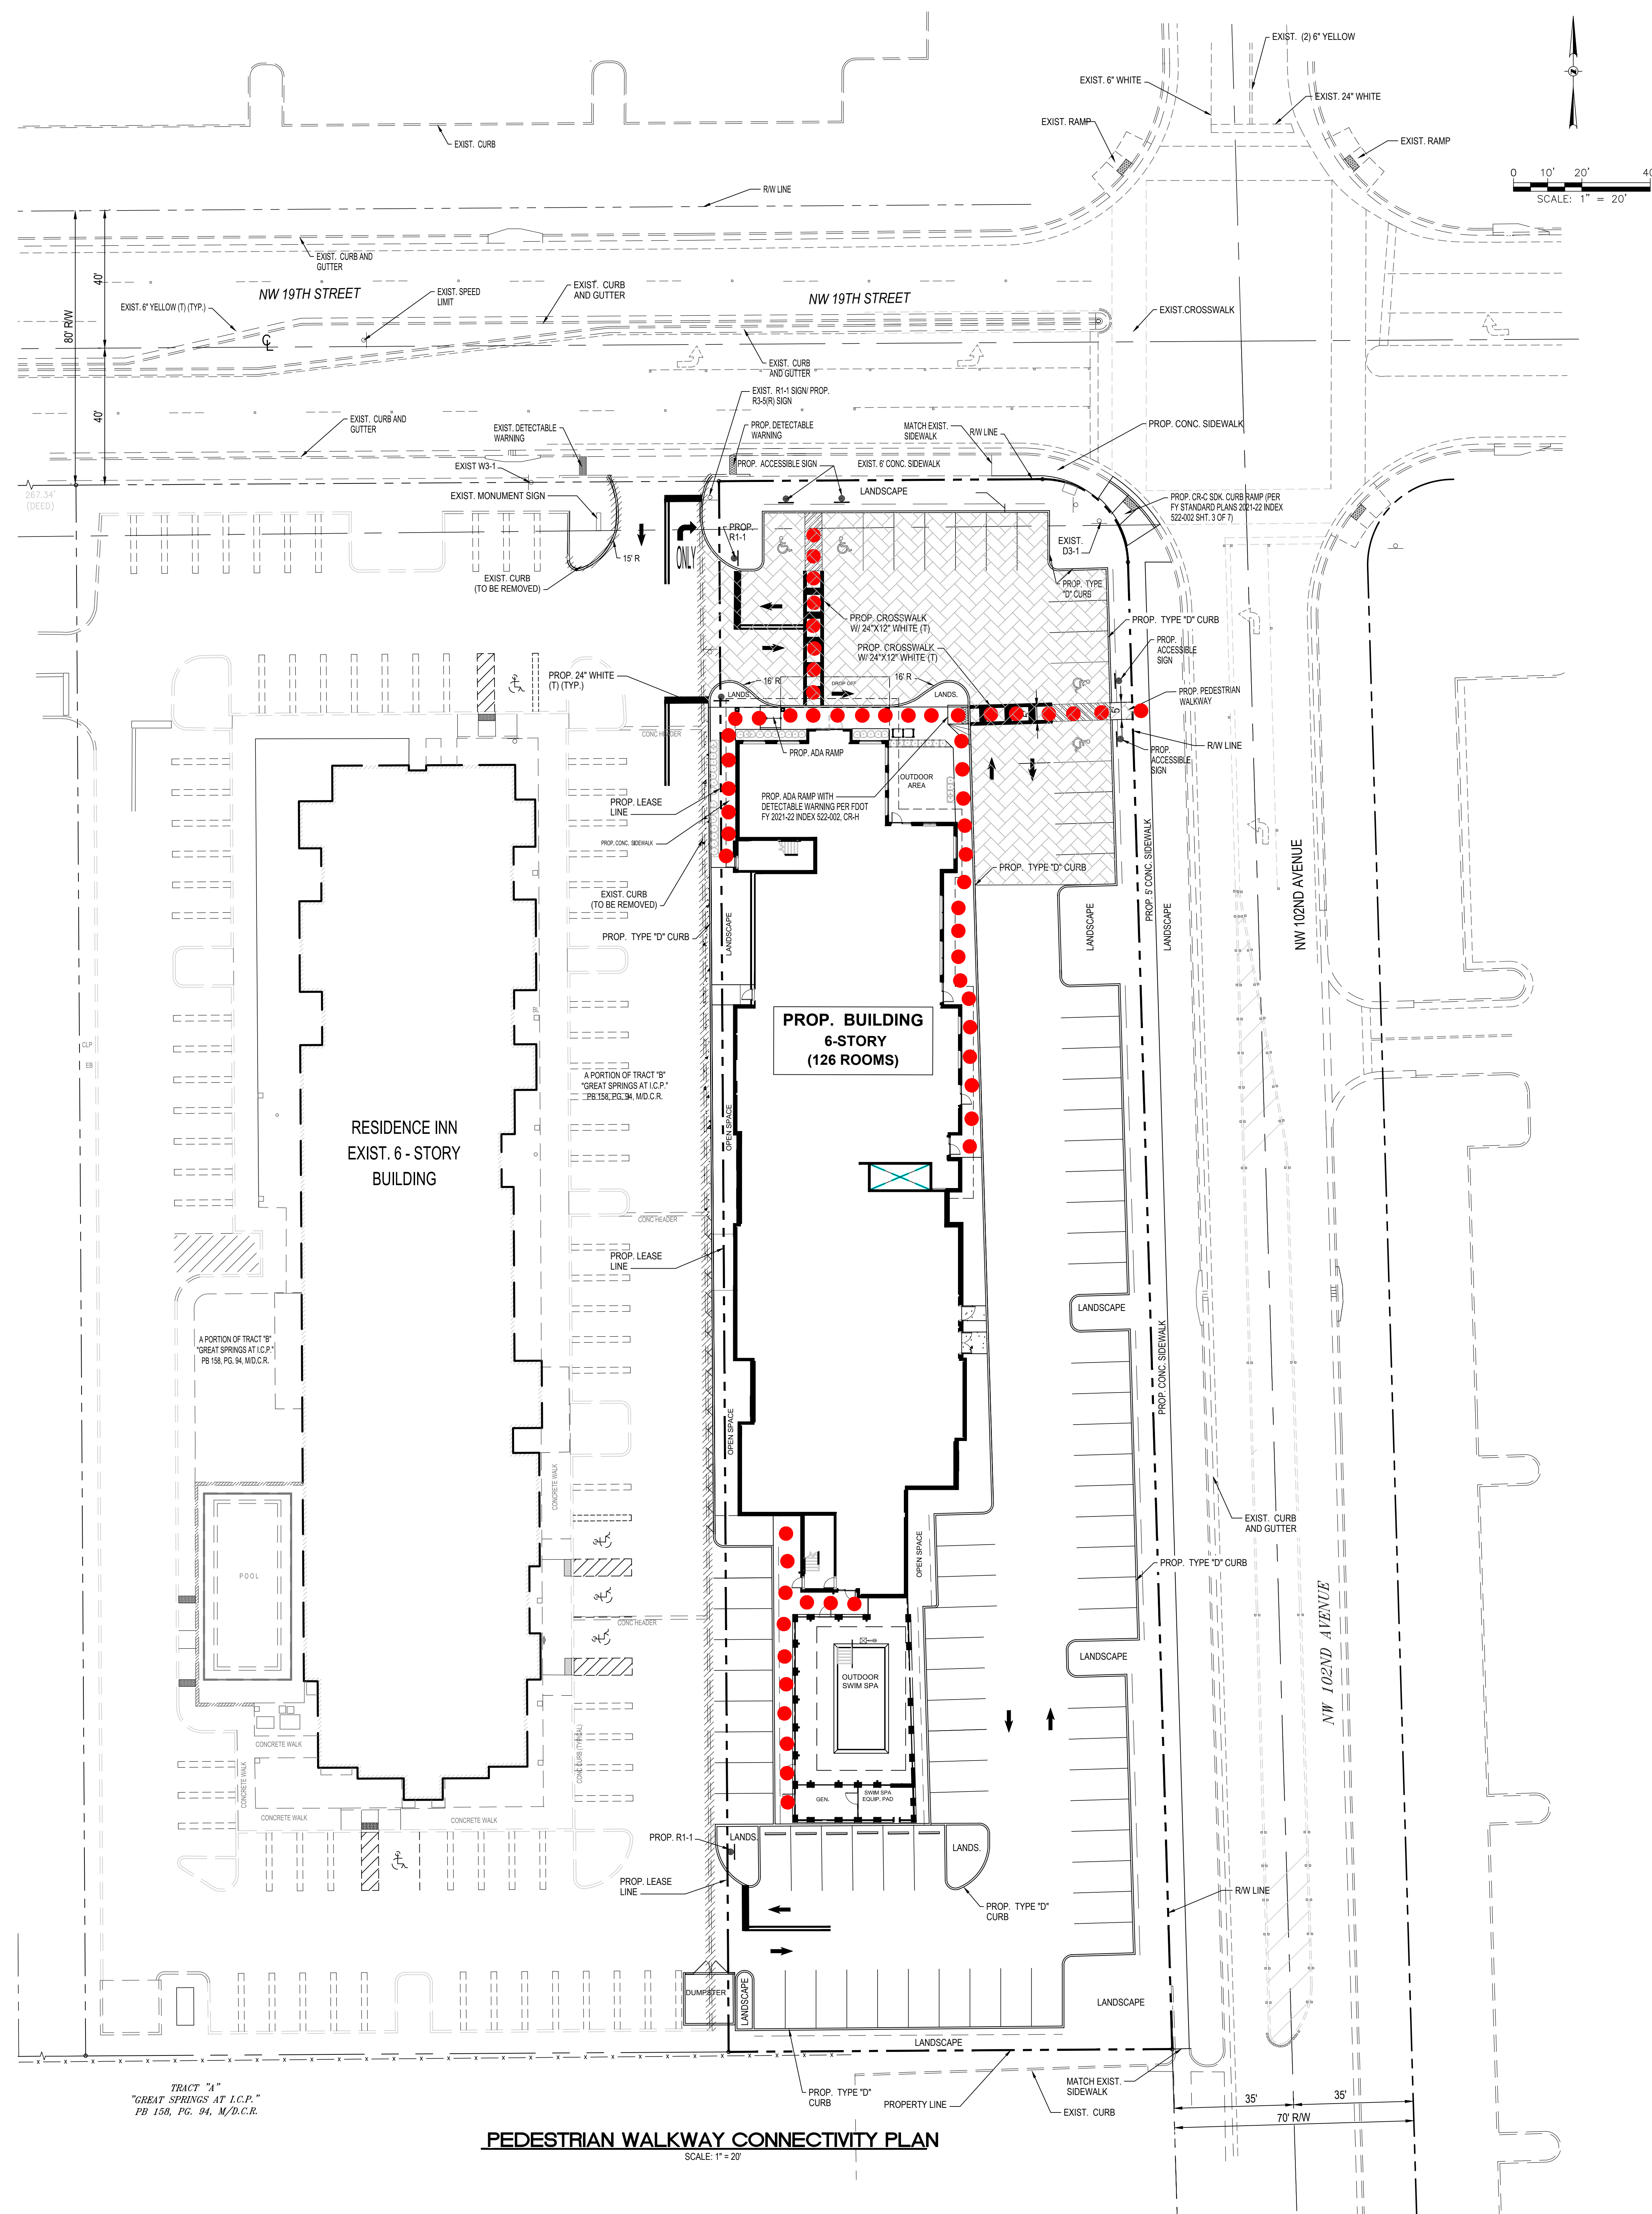 EXIST. (2) 6" YELLOW
EXIST. 6" WHITE
EXIST. 24" WHITE
EXIST. RAMP
EXIST. RAMP
EXIST. CURB
0 10' 20' 40
SCALE: 1" = 20'
R/W LINE
EXIST. CURB AND
GUTTER
40'
80' R/W
40'
NW 19TH STREET
EXIST. SPEED
LIMIT
EXIST. CURB
AND GUTTER
NW 19TH STREET
EXIST. 6" YELLOW (T) (TYP.)
EXIST.CROSSWALK
CL
EXIST. CURB
AND GUTTER
EXIST. R1-1 SIGN/ PROP.
R3-5(R) SIGN
EXIST. CURB AND
GUTTER
EXIST. DETECTABLE
WARNING
PROP. DETECTABLE
WARNING
MATCH EXIST.
SIDEWALK
R/W LINE
PROP. CONC. SIDEWALK
EXIST W3-1
PROP. ACCESSIBLE SIGN
EXIST. 6' CONC. SIDEWALK
267.34'
(DEED)
EXIST. MONUMENT SIGN
LANDSCAPE
PROP. CR-C SDK. CURB RAMP (PER
FY STANDARD PLANS 2021-22 INDEX
522-002 SHT. 3 OF 7)
PROP.
R1-1
ONLY
EXIST.
D3-1
15' R
EXIST. CURB
(TO BE REMOVED)
PROP. TYPE
"D" CURB
PROP. CROSSWALK
W/ 24"X12" WHITE (T)
PROP. TYPE "D" CURB
PROP. CROSSWALK
W/ 24"X12" WHITE (T)
PROP.
ACCESSIBLE
SIGN
PROP. 24" WHITE
(T) (TYP.)
16' R
DROP OFF
16' R
LANDS.
LANDS.
PROP. PEDESTRIAN
WALKWAY
5'
CONC HEADER
PROP. ADA RAMP
R/W LINE
PROP.
ACCESSIBLE
SIGN
OUTDOOR
AREA
PROP. LEASE
LINE
PROP. ADA RAMP WITH
DETECTABLE WARNING PER FDOT
FY 2021-22 INDEX 522-002, CR-H
PROP. CONC. SIDEWALK
PROP. TYPE "D" CURB
EXIST. CURB
(TO BE REMOVED)
PROP. TYPE "D" CURB
LANDSCAPE
LANDSCAPE
PROP. 5' CONC. SIDEWALK
LANDSCAPE
NW 102ND AVENUE
BL
PROP. BUILDING
6-STORY
(126 ROOMS)
CLP
EB
A PORTION OF TRACT "B"
"GREAT SPRINGS AT I.C.P."
PB 158, PG. 94, M/D.C.R.
OPEN SPACE
RESIDENCE INN
EXIST. 6 - STORY
BUILDING
CONC HEADER
PROP. LEASE
LINE
LANDSCAPE
A PORTION OF TRACT "B"
"GREAT SPRINGS AT I.C.P."
PB 158, PG. 94, M/D.C.R.
PROP. CONC. SIDEWALK
OPEN SPACE
CONCRETE WALK
EXIST. CURB
AND GUTTER
OPEN SPACE
PROP. TYPE "D" CURB
POOL
CONC HEADER
NW 102ND AVENUE
LANDSCAPE
OUTDOOR
SWIM SPA
CONCRETE WALK
CONC CURB (TYPICAL)
CONCRETE WALK
GEN.
SWIM SPA
EQUIP. PAD
CONCRETE WALK
CONCRETE WALK
PROP. R1-1
LANDS.
LANDS.
PROP. LEASE
LINE
R/W LINE
PROP. TYPE "D"
CURB
DUMPSTER
LANDSCAPE
LANDSCAPE
LANDSCAPE
TRACT "A"
"GREAT SPRINGS AT I.C.P."
PB 158, PG. 94, M/D.C.R.
PROP. TYPE "D"
CURB
PROPERTY LINE
MATCH EXIST.
SIDEWALK
EXIST. CURB
35'
35'
70' R/W
PEDESTRIAN WALKWAY CONNECTIVITY PLAN
SCALE: 1" = 20'